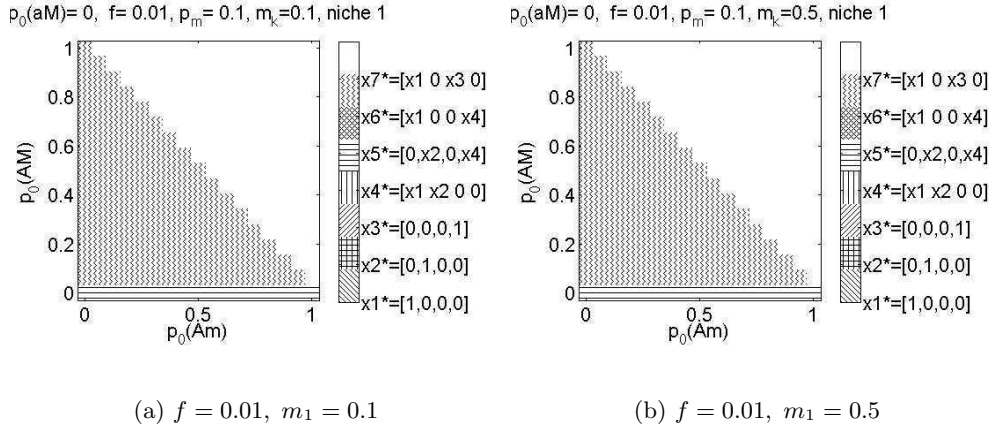 p0(aM)= 0, f= 0.01, pm= 0.1, mk=0.1, niche 1
1
0.8
0.6
0.4
0.2
0
p0(AM)
0 0.5 1
p0(Am)
x7*=[x1 0 x3 0]
x6*=[x1 0 0 x4]
x5*=[0,x2,0,x4]
x4*=[x1 x2 0 0]
x3*=[0,0,0,1]
x2*=[0,1,0,0]
x1*=[1,0,0,0]
(a) f = 0.01, m1 = 0.1
p0(aM)= 0, f= 0.01, pm= 0.1, mk=0.5, niche 1
1
0.8
0.6
0.4
0.2
0
p0(AM)
0 0.5 1
p0(Am)
x7*=[x1 0 x3 0]
x6*=[x1 0 0 x4]
x5*=[0,x2,0,x4]
x4*=[x1 x2 0 0]
x3*=[0,0,0,1]
x2*=[0,1,0,0]
x1*=[1,0,0,0]
(b) f = 0.01, m1 = 0.5